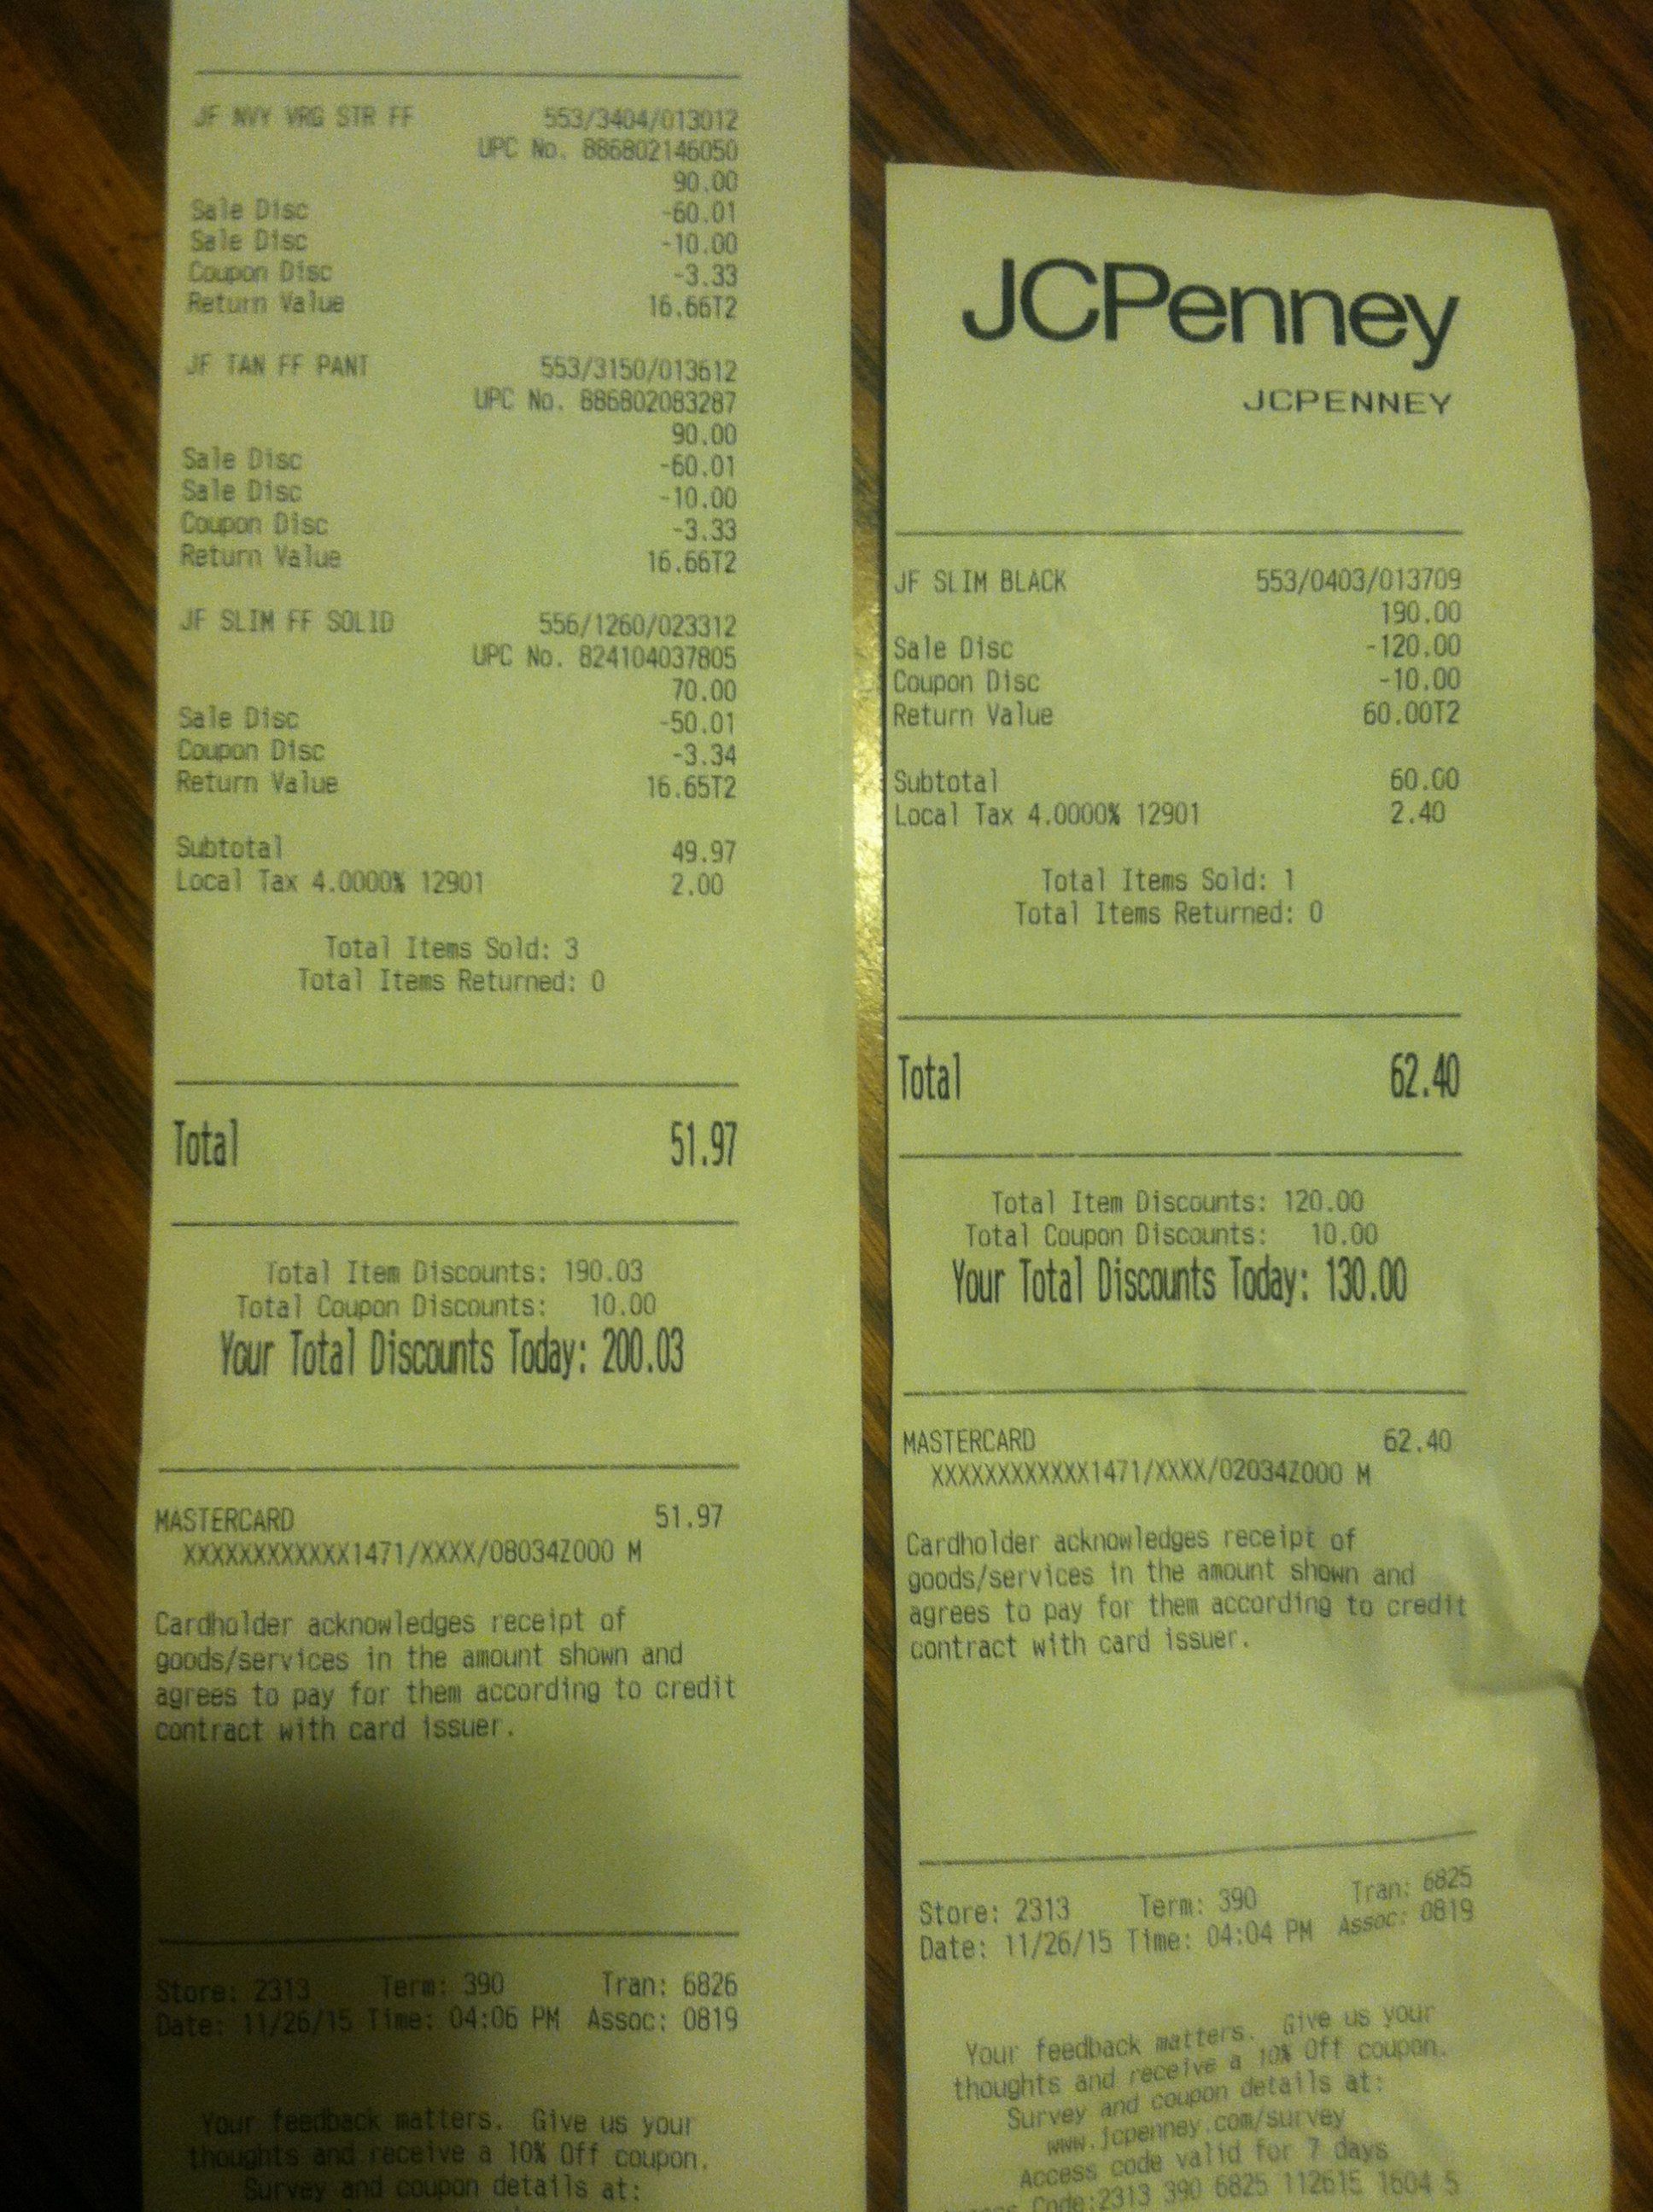 JF NVY VRG STR FF 553/3404/013012
UPC No. 886802146050
90.00
Sale Disc -60.01
Sale Disc -10.00
Coupon Disc -3.33
Return Value 16.66T2
JF TAN FF PANT 553/3150/013612
UPC No. 886802083287
90.00
Sale Disc -60.01
Sale Disc -10.00
Coupon Disc -3.33
Return Value 16.66T2
JF SLIM FF SOLID 556/1260/023312
UPC No. 824104037805
70.00
Sale Disc -50.01
Coupon Disc -3.34
Return Value 16.65T2
Subtotal 49.97
Local Tax 4.0000% 12901 2.00
Total Items Sold: 3
Total Items Returned: 0
Total 51.97
Total Item Discounts: 190.03
Total Coupon Discounts: 10.00
Your Total Discounts Today: 200.03
MASTERCARD 51.97
XXXXXXXXXXXX1471/XXXX/08034Z000 M
Cardholder acknowledges receipt of
goods/services in the amount shown and
agrees to pay for them according to credit
contract with card issuer.
Store: 2313 Term: 390 Tran: 6826
Date: 11/26/15 Time: 04:06 PM Assoc: 0819
Your feedback matters. Give us your
thoughts and receive a 10% Off coupon.
Survey and coupon details at:
JCPenney
JCPENNEY
JF SLIM BLACK 553/0403/013709
190.00
Sale Disc -120.00
Coupon Disc -10.00
Return Value 60.00T2
Subtotal 60.00
Local Tax 4.0000% 12901 2.40
Total Items Sold: 1
Total Items Returned: 0
Total 62.40
Total Item Discounts: 120.00
Total Coupon Discounts: 10.00
Your Total Discounts Today: 130.00
MASTERCARD 62.40
XXXXXXXXXXXX1471/XXXX/02034Z000 M
Cardholder acknowledges receipt of
goods/services in the amount shown and
agrees to pay for them according to credit
contract with card issuer.
Store: 2313 Term: 390 Tran: 6825
Date: 11/26/15 Time: 04:04 PM Assoc: 0819
Your feedback matters. Give us your
thoughts and receive a 10% Off coupon.
Survey and coupon details at:
www.jcpenney.com/survey
Access code valid for 7 days
Code:2313 390 6825 112615 1604 5